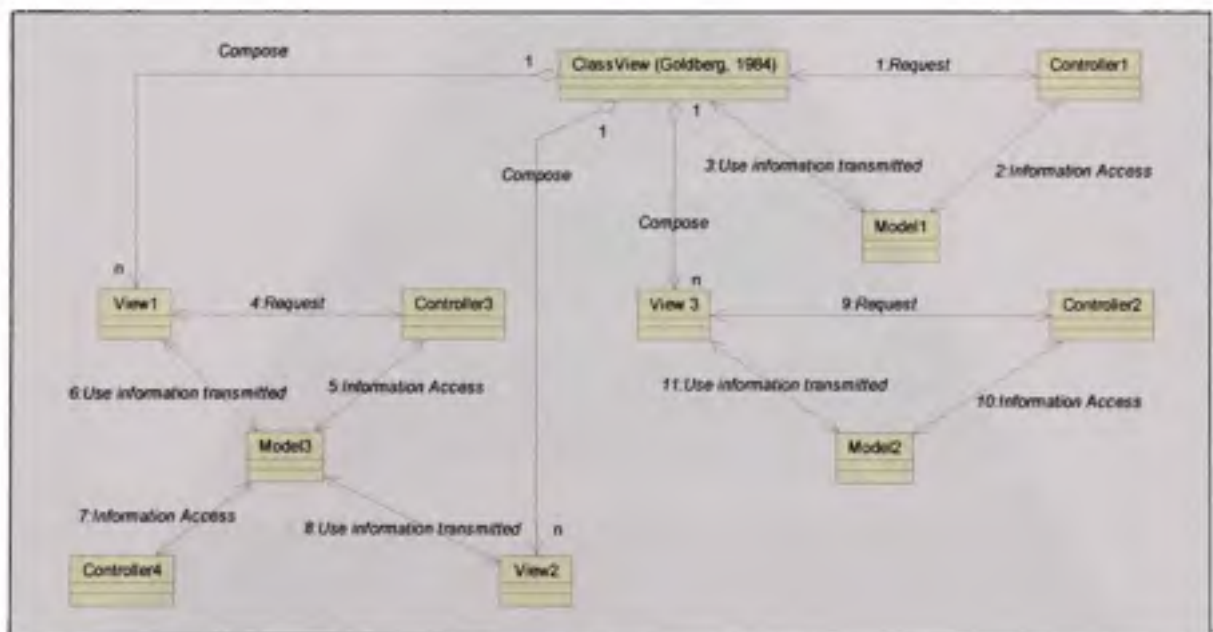 Compose
1
ClassView (Goldberg, 1984)
1:Request
Controller1
1
1
Compose
3:Use information transmitted
2:Information Access
Compose
Model1
n
n
View1
4:Request
Controller3
View 3
9:Request
Controller2
6:Use information transmitted
5:Information Access
11:Use information transmitted
10:Information Access
Model3
Model2
7:Information Access
8:Use information transmitted
n
Controller4
View2